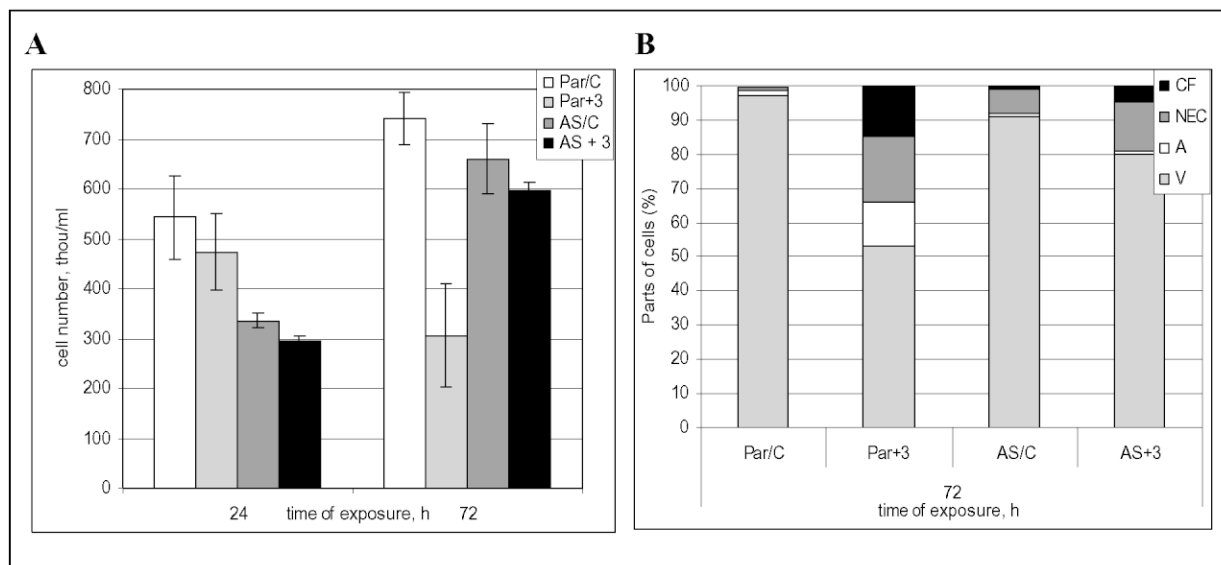 A
cell number, thou/ml
800
700
600
500
400
300
200
100
0
Par/C
Par+3
AS/C
AS + 3
24 time of exposure, h 72
B
Parts of cells (%)
100
90
80
70
60
50
40
30
20
10
0
CF
NEC
A
V
Par/C Par+3 AS/C AS+3
72
time of exposure, h